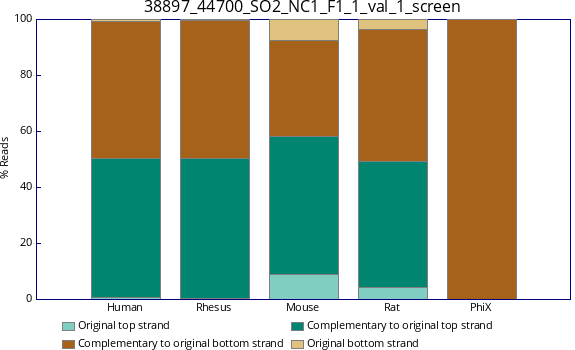 38897_44700_SO2_NC1_F1_1_val_1_screen
100
80
60
40
20
0
% Reads
Human Rhesus Mouse Rat PhiX
Original top strand Complementary to original top strand
Complementary to original bottom strand Original bottom strand